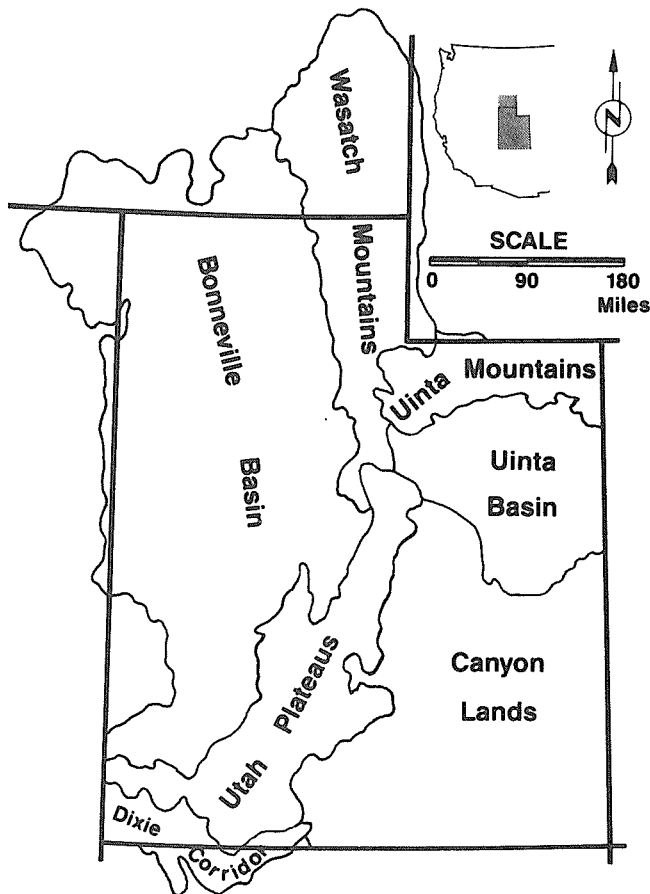 Wasatch
Mountains
N
SCALE
0 90 180
Miles
Bonneville
Basin
Uinta Mountains
Uinta
Basin
Canyon
Lands
Utah Plateaus
Dixie
Corridor